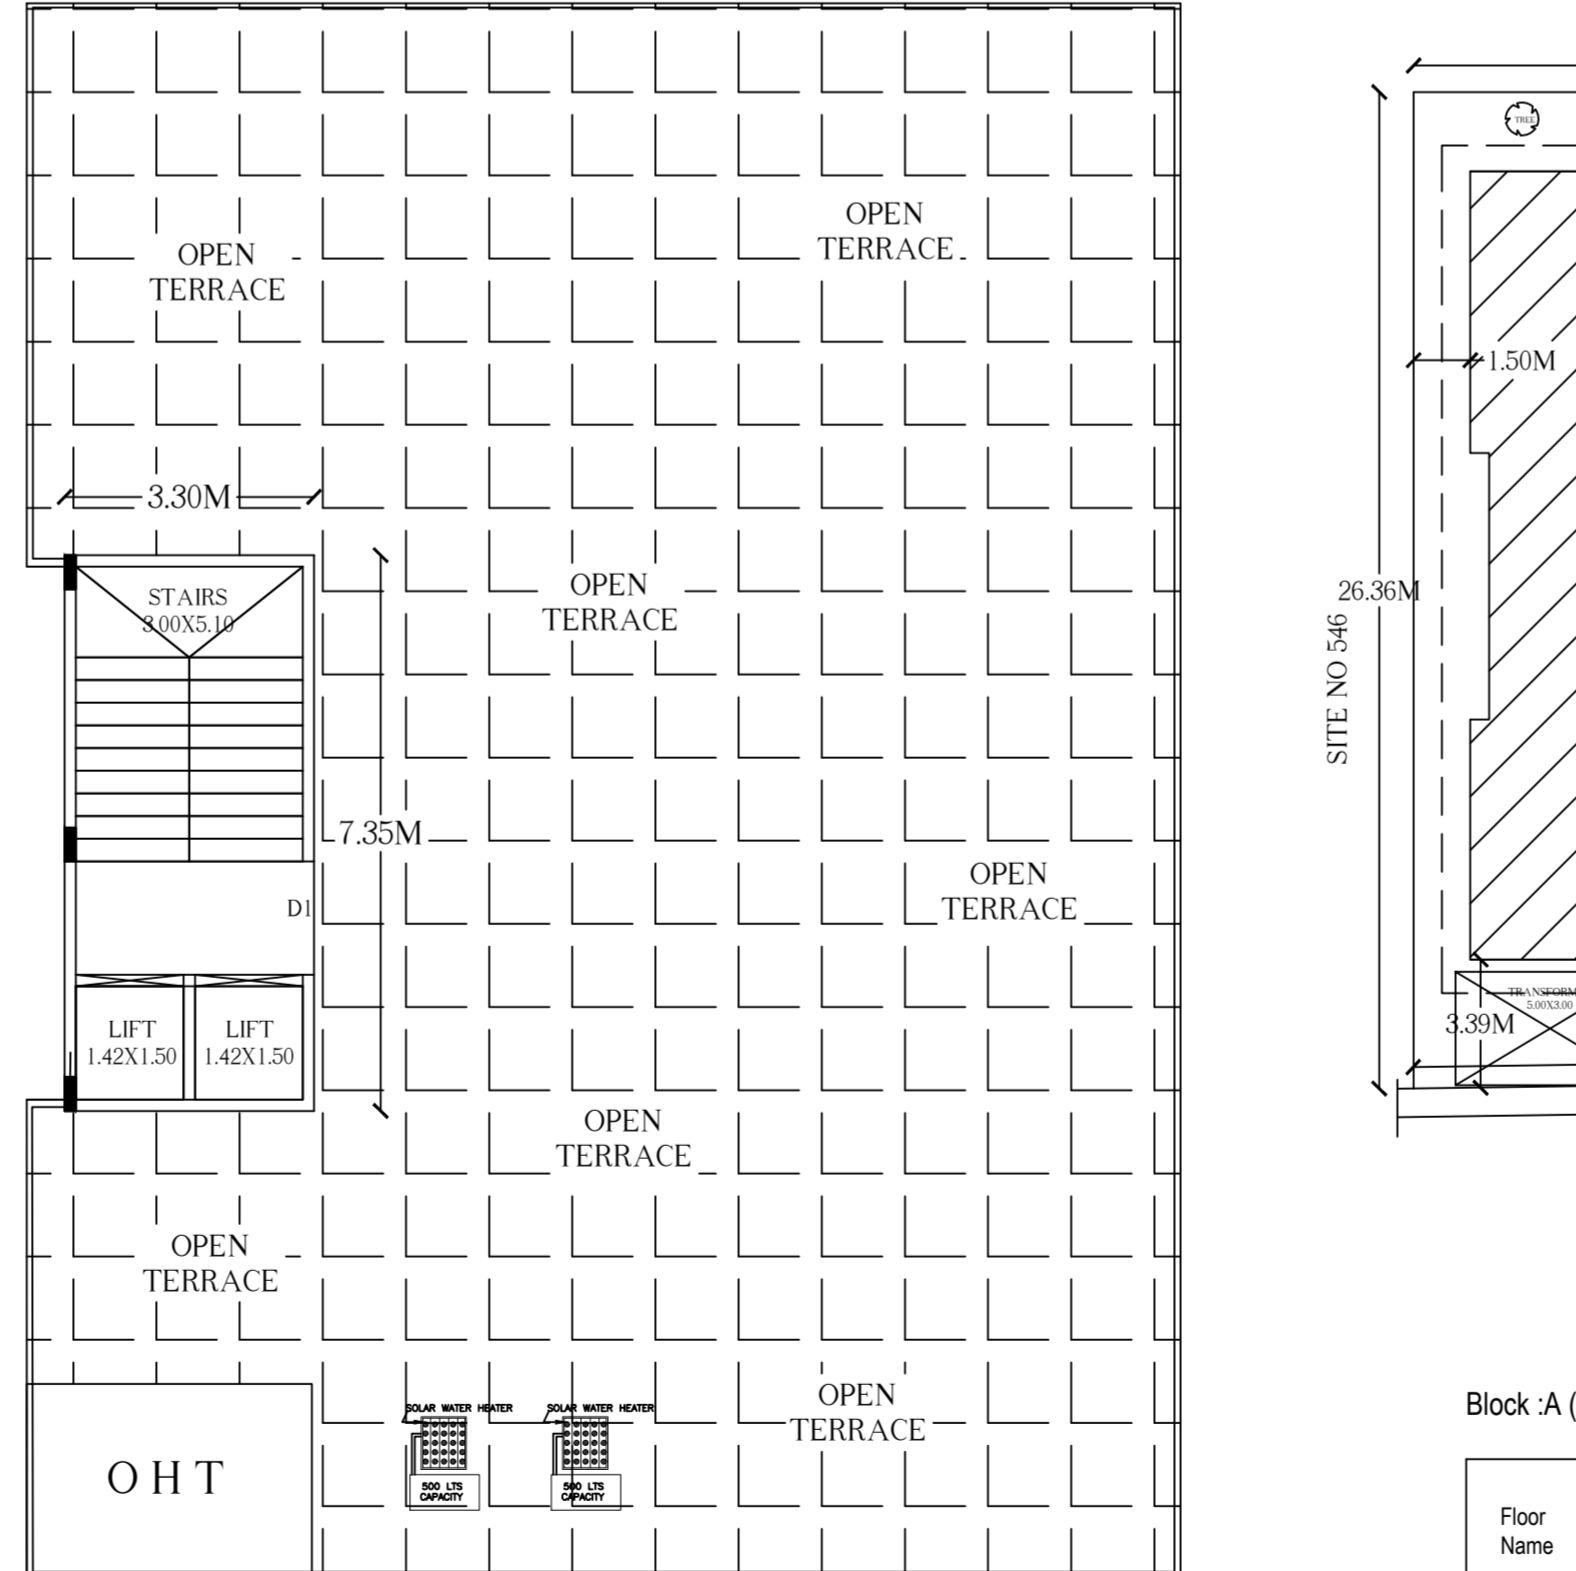 OPEN
TERRACE
OPEN
TERRACE
3.30M
STAIRS
3.00X5.10
OPEN
TERRACE
7.35M
D1
OPEN
TERRACE
LIFT
1.42X1.50
LIFT
1.42X1.50
OPEN
TERRACE
OPEN
TERRACE
OPEN
TERRACE
SOLAR WATER HEATER
SOLAR WATER HEATER
500 LTS
CAPACITY
500 LTS
CAPACITY
OHT
TREE
1.50M
26.36M
SITE NO 546
TRANSFORM
5.00X3.00
3.39M
Block :A (
Floor
Name